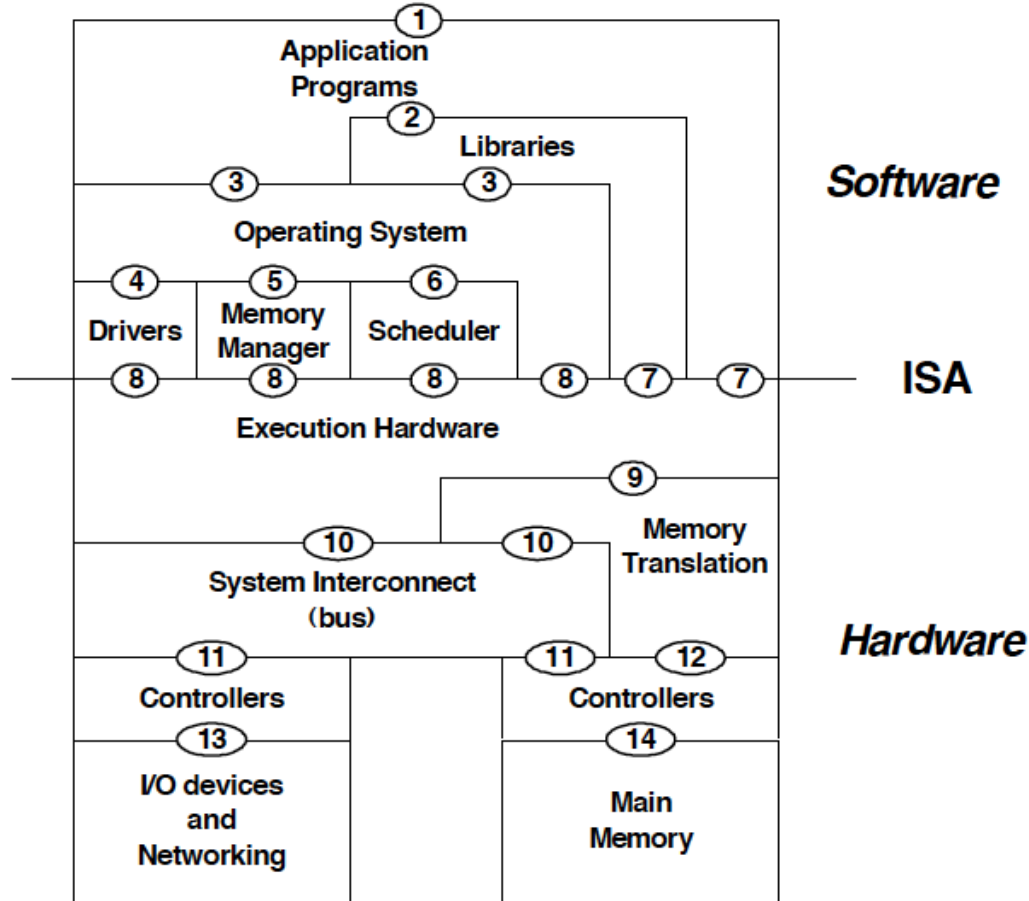 1
Application
Programs
2
Libraries
Software
3 3
Operating System
4 5 6
Drivers Memory
Manager Scheduler
8 8 8 8 7 7 ISA
Execution Hardware
9
Memory
Translation
10 10
System Interconnect
(bus)
Hardware
11 11 12
Controllers Controllers
13 14
I/O devices
and
Networking
Main
Memory